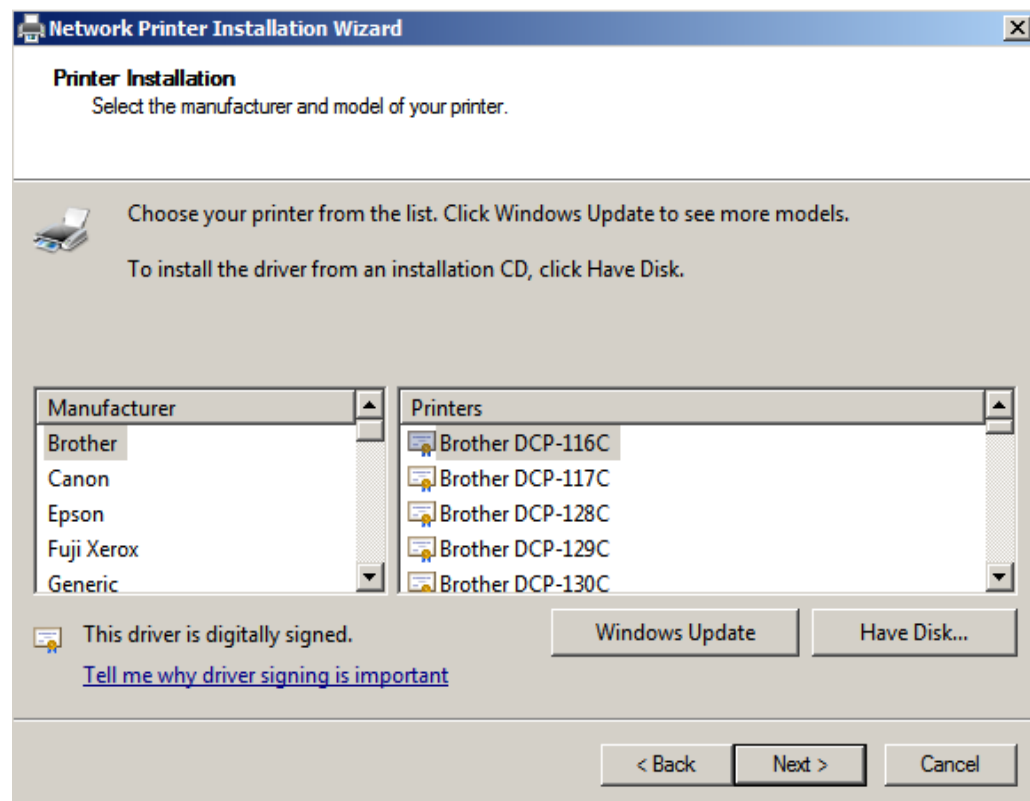 Network Printer Installation Wizard
Printer Installation
Select the manufacturer and model of your printer.
Choose your printer from the list. Click Windows Update to see more models.
To install the driver from an installation CD, click Have Disk.
Manufacturer
Brother
Canon
Epson
Fuji Xerox
Generic
Printers
Brother DCP-116C
Brother DCP-117C
Brother DCP-128C
Brother DCP-129C
Brother DCP-130C
This driver is digitally signed.
Tell me why driver signing is important
Windows Update
Have Disk...
< Back
Next >
Cancel